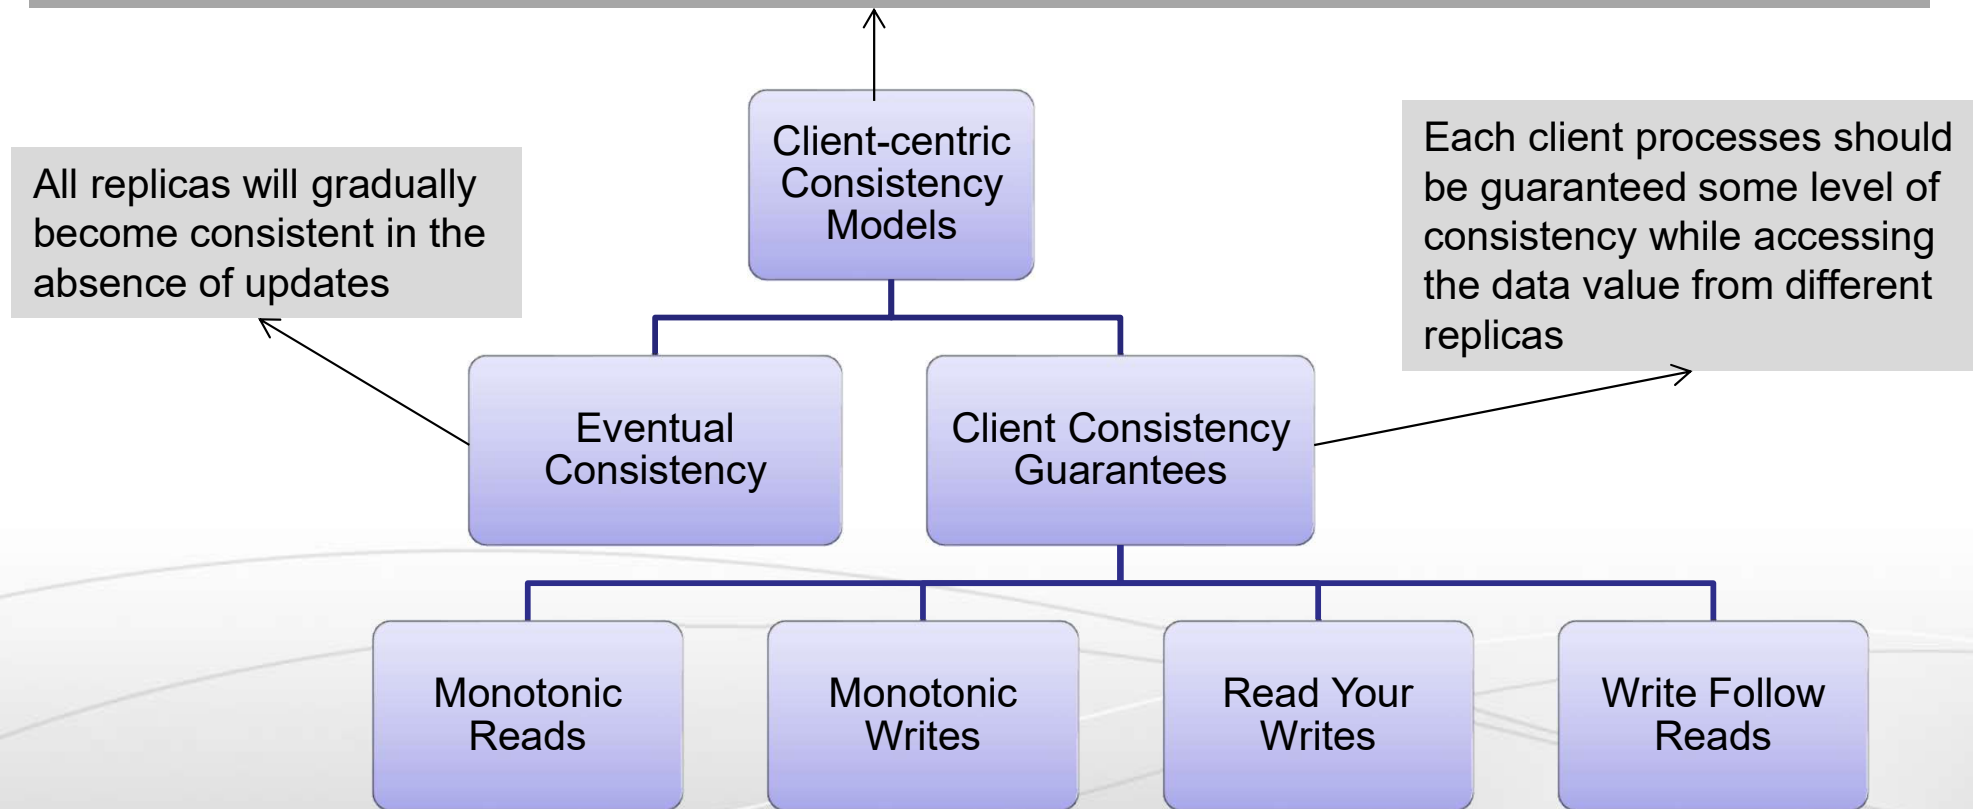 Client-centric
Consistency
Models
All replicas will gradually
become consistent in the
absence of updates
Each client processes should
be guaranteed some level of
consistency while accessing
the data value from different
replicas
Eventual
Consistency
Client Consistency
Guarantees
Monotonic
Reads
Monotonic
Writes
Read Your
Writes
Write Follow
Reads